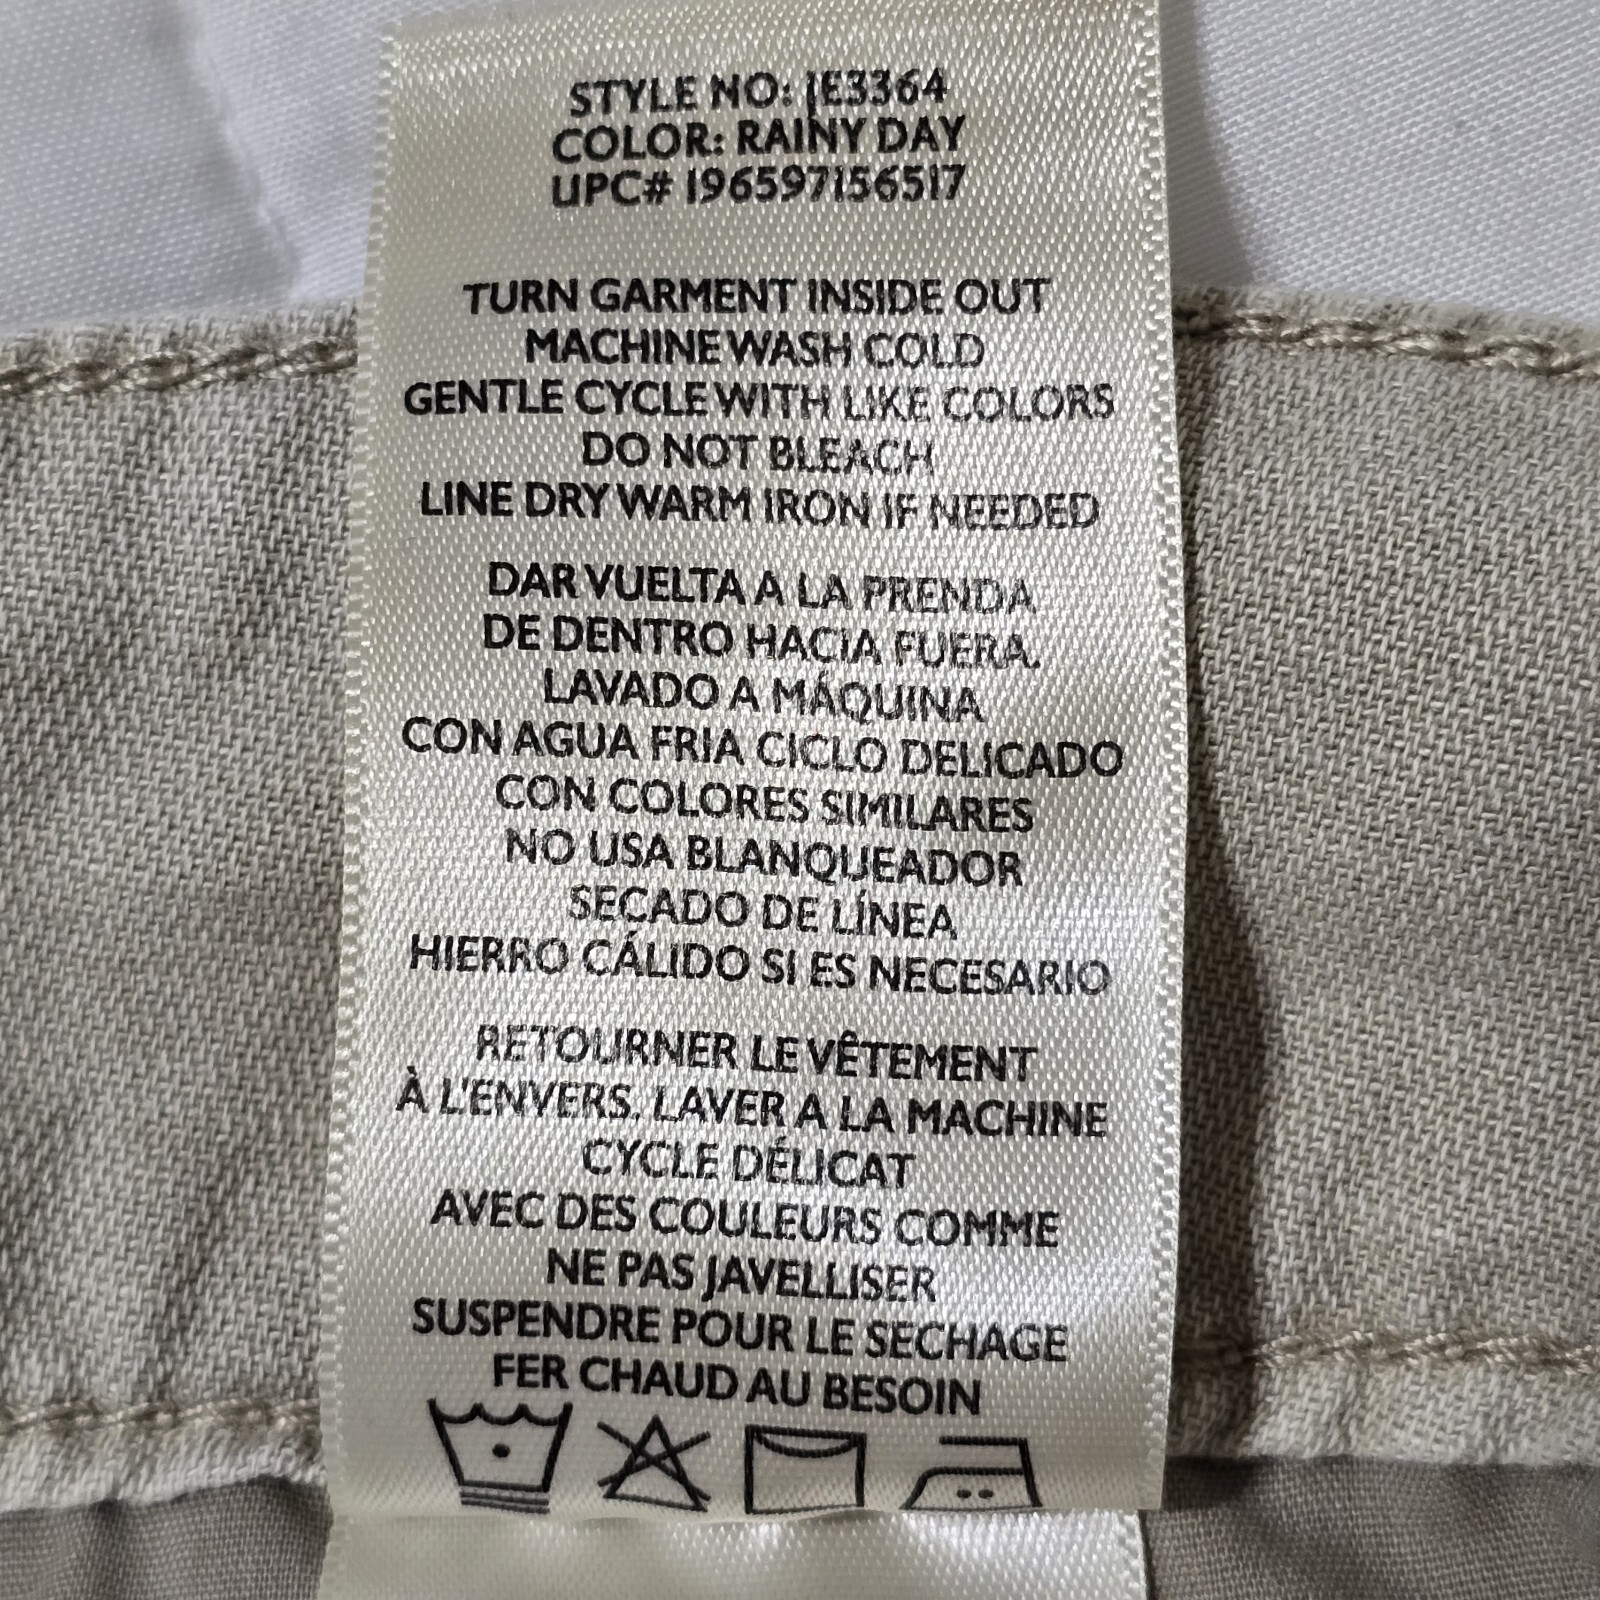 STYLE NO: JE3364
COLOR: RAINY DAY
UPC# 196597156517
TURN GARMENT INSIDE OUT
MACHINE WASH COLD
GENTLE CYCLE WITH LIKE COLORS
DO NOT BLEACH
LINE DRY WARM IRON IF NEEDED
DAR VUELTA A LA PRENDA
DE DENTRO HACIA FUERA.
LAVADO A MÁQUINA
CON AGUA FRIA CICLO DELICADO
CON COLORES SIMILARES
NO USA BLANQUEADOR
SECADO DE LÍNEA
HIERRO CÁLIDO SI ES NECESARIO
RETOURNER LE VÊTEMENT
À L'ENVERS. LAVER A LA MACHINE
CYCLE DÉLICAT
AVEC DES COULEURS COMME
NE PAS JAVELLISER
SUSPENDRE POUR LE SECHAGE
FER CHAUD AU BESOIN